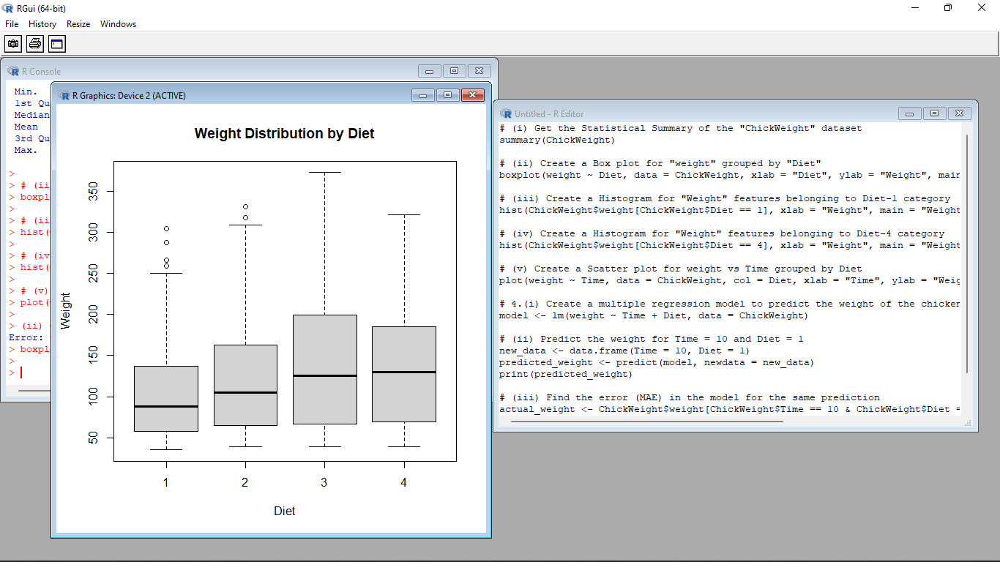 RGui (64-bit)
File History Resize Windows
R Console
Min.
1st Qu
Median
Mean
3rd Qu
Max.
>
> # (ii
> boxpl
>
> # (ii
> hist(
>
> # (iv
> hist(
>
> # (v)
> plot(
>
> (ii)
Error:
> boxpl
>
>
R Graphics: Device 2 (ACTIVE)
Weight Distribution by Diet
Weight
350
300
250
200
150
100
50
1 2 3 4
Diet
Untitled - R Editor
# (i) Get the Statistical Summary of the "ChickWeight" dataset
summary(ChickWeight)
# (ii) Create a Box plot for "weight" grouped by "Diet"
boxplot(weight ~ Diet, data = ChickWeight, xlab = "Diet", ylab = "Weight", main
# (iii) Create a Histogram for "Weight" features belonging to Diet-1 category
hist(ChickWeight$weight[ChickWeight$Diet == 1], xlab = "Weight", main = "Weight
# (iv) Create a Histogram for "Weight" features belonging to Diet-4 category
hist(ChickWeight$weight[ChickWeight$Diet == 4], xlab = "Weight", main = "Weight
# (v) Create a Scatter plot for weight vs Time grouped by Diet
plot(weight ~ Time, data = ChickWeight, col = Diet, xlab = "Time", ylab = "Weig
# 4.(i) Create a multiple regression model to predict the weight of the chicken
model <- lm(weight ~ Time + Diet, data = ChickWeight)
# (ii) Predict the weight for Time = 10 and Diet = 1
new_data <- data.frame(Time = 10, Diet = 1)
predicted_weight <- predict(model, newdata = new_data)
print(predicted_weight)
# (iii) Find the error (MAE) in the model for the same prediction
actual_weight <- ChickWeight$weight[ChickWeight$Time == 10 & ChickWeight$Diet =